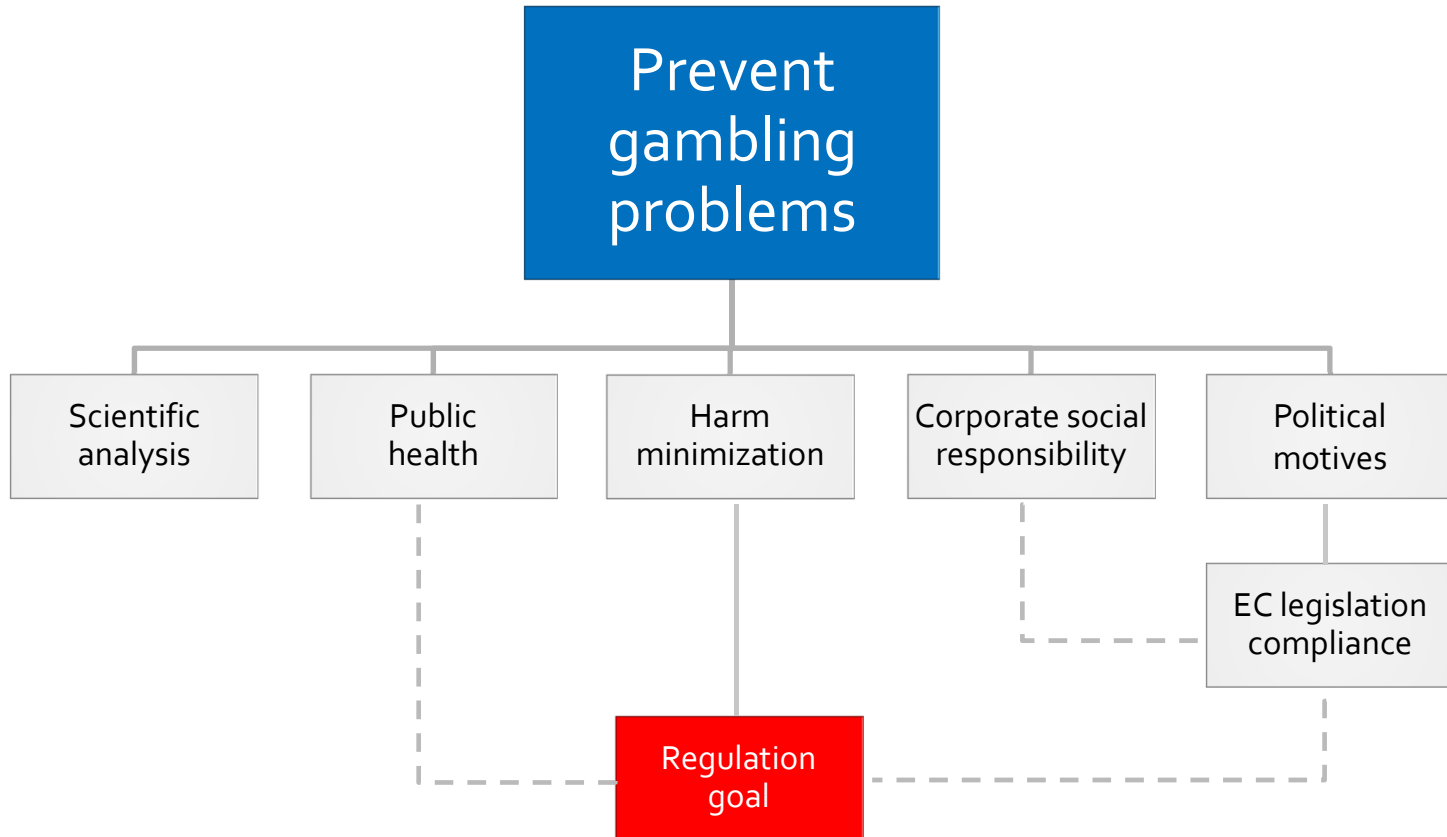 Prevent
gambling
problems
Scientific
analysis
Public
health
Harm
minimization
Corporate social
responsibility
Political
motives
EC legislation
compliance
Regulation
goal